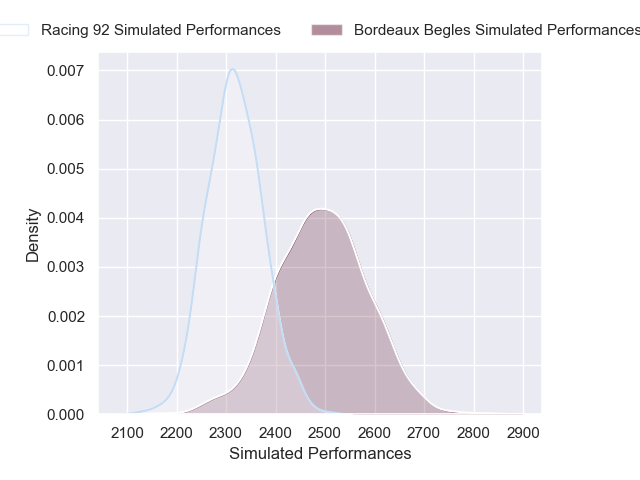 Racing 92 Simulated Performances
Bordeaux Begles Simulated Performances
0.007
0.006
0.005
0.004
0.003
0.002
0.001
0.000
Density
2100 2200 2300 2400 2500 2600 2700 2800 2900
Simulated Performances